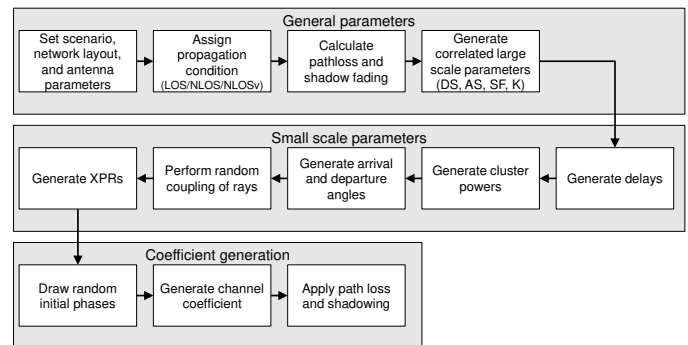 General parameters
Set scenario,
network layout,
and antenna
parameters
Assign
propagation
condition
(LOS/NLOS/NLOSv)
Calculate
pathloss and
shadow fading
Generate
correlated large
scale parameters
(DS, AS, SF, K)
Small scale parameters
Generate XPRs
Perform random
coupling of rays
Generate arrival
and departure
angles
Generate cluster
powers
Generate delays
Coefficient generation
Draw random
initial phases
Generate channel
coefficient
Apply path loss
and shadowing